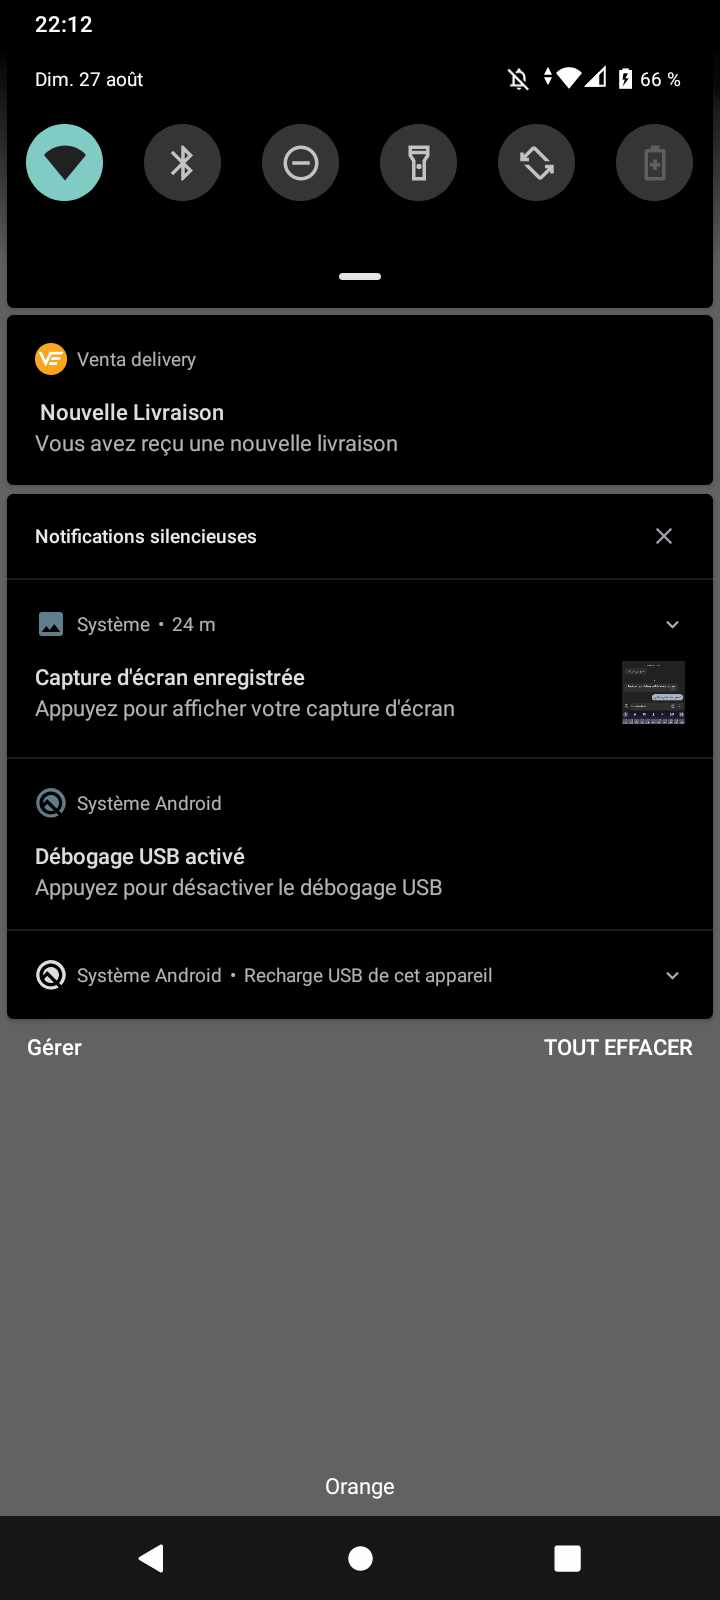 22:12
Dim. 27 août
66 %
VE Venta delivery
Nouvelle Livraison
Vous avez reçu une nouvelle livraison
Notifications silencieuses
Système • 24 m
Capture d'écran enregistrée
Appuyez pour afficher votre capture d'écran
Système Android
Débogage USB activé
Appuyez pour désactiver le débogage USB
Système Android • Recharge USB de cet appareil
Gérer
TOUT EFFACER
Orange